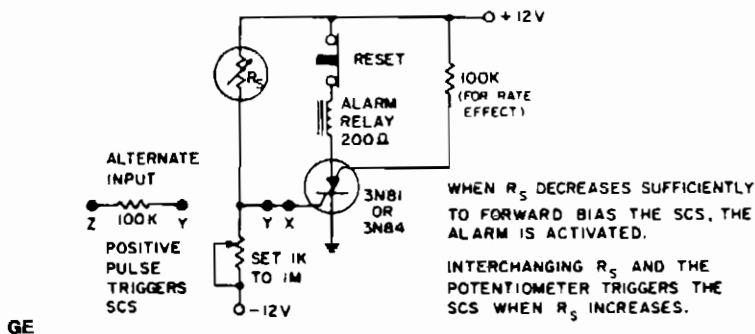 +12V
RESET
R_S
100K
(FOR RATE
EFFECT)
ALARM
RELAY
200Ω
ALTERNATE
INPUT
Z 100K Y
Y X
3N81
OR
3N84
POSITIVE
PULSE
TRIGGERS
SCS
SET 1K
TO 1M
-12V
WHEN R_S DECREASES SUFFICIENTLY
TO FORWARD BIAS THE SCS, THE
ALARM IS ACTIVATED.
INTERCHANGING R_S AND THE
POTENTIOMETER TRIGGERS THE
SCS WHEN R_S INCREASES.
GE